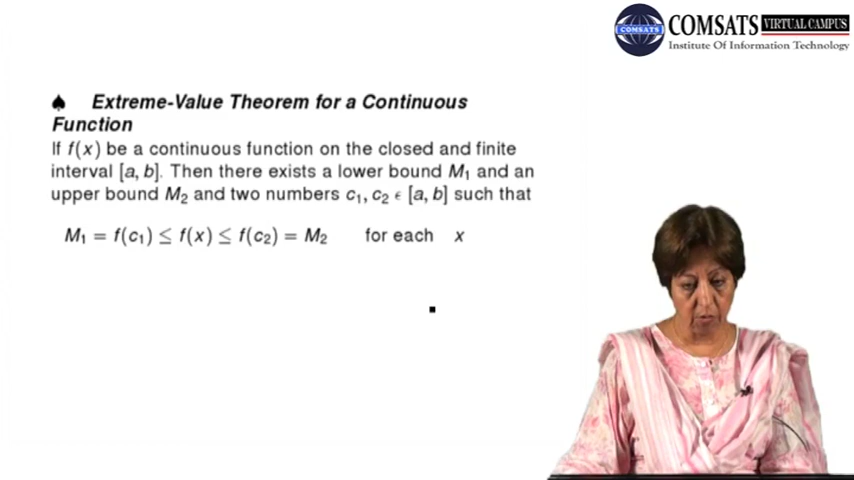 COMSATS VIRTUAL CAMPUS
Institute Of Information Technology
COMSATS
♠ Extreme-Value Theorem for a Continuous
Function
If f(x) be a continuous function on the closed and finite
interval [a, b]. Then there exists a lower bound M₁ and an
upper bound M₂ and two numbers c₁, c₂ ϵ [a, b] such that
M₁ = f(c₁) ≤ f(x) ≤ f(c₂) = M₂ for each x